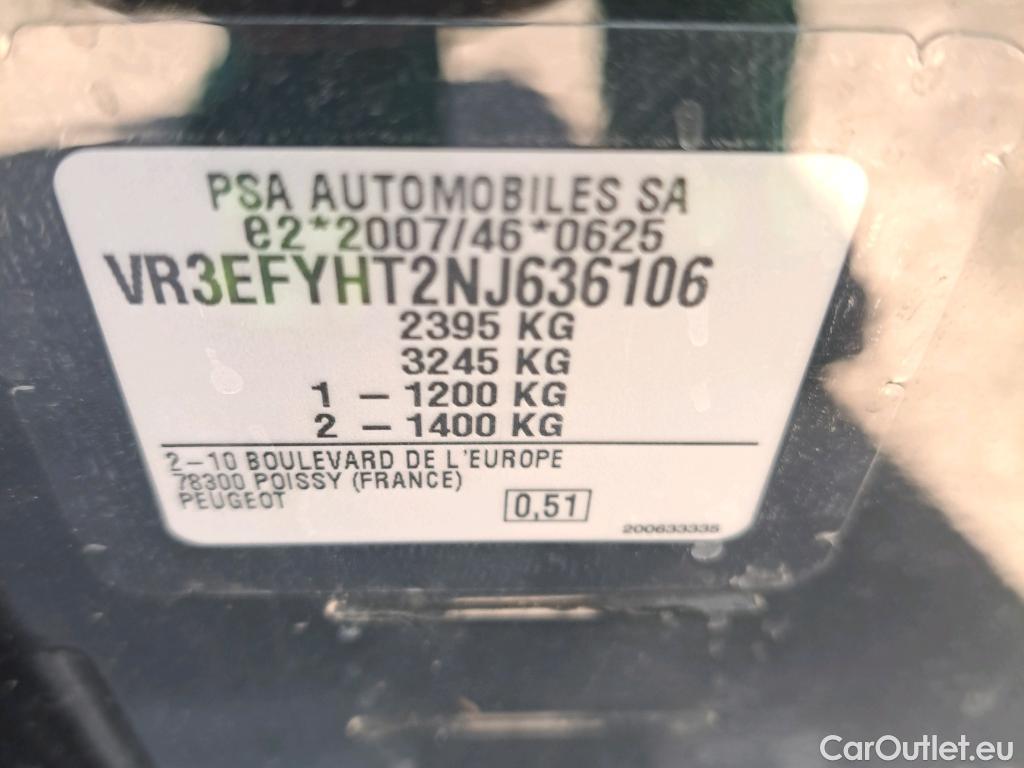 PSA AUTOMOBILES SA
e2*2007/46*0625
VR3EFYHT2NJ636106
2395 KG
3245 KG
1 – 1200 KG
2 – 1400 KG
2–10 BOULEVARD DE L'EUROPE
78300 POISSY (FRANCE)
PEUGEOT
0,51
200633335
CarOutlet.eu